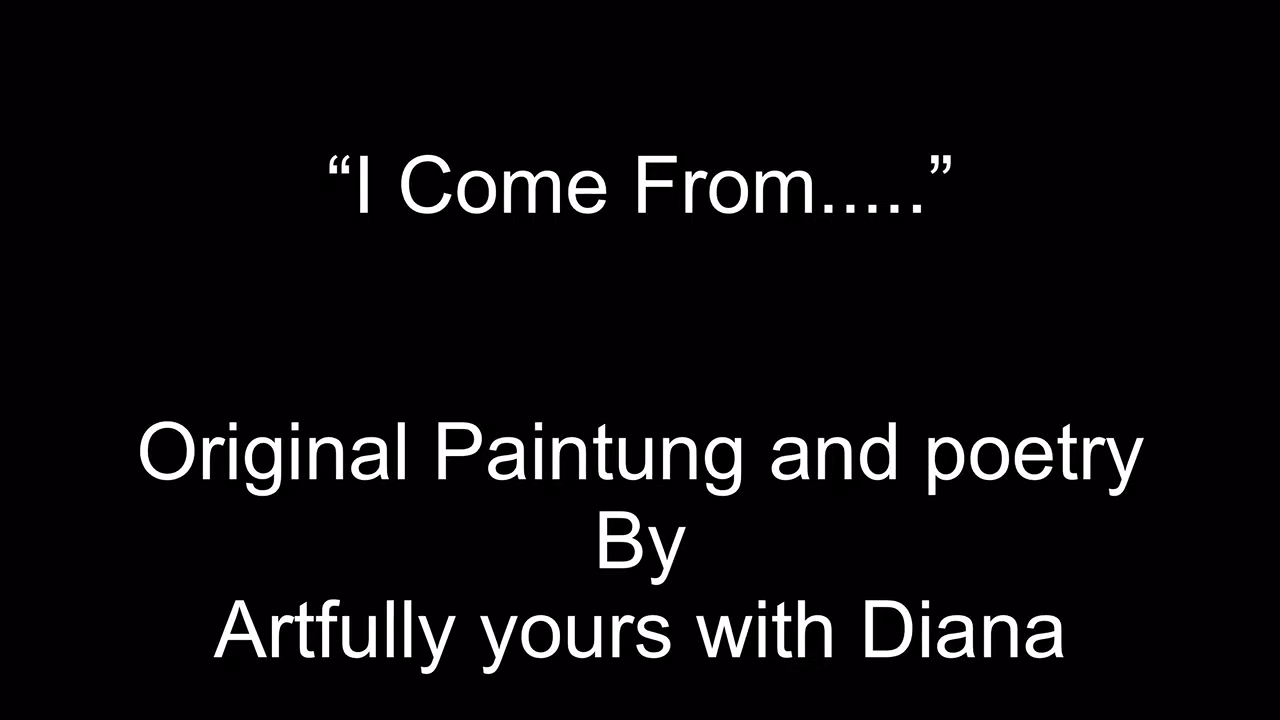 “I Come From.....”
Original Paintung and poetry
By
Artfully yours with Diana